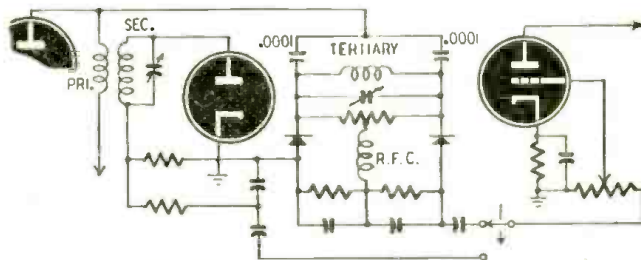 SEC.
.0001
TERTIARY
.0001
PRI.
R.F.C.